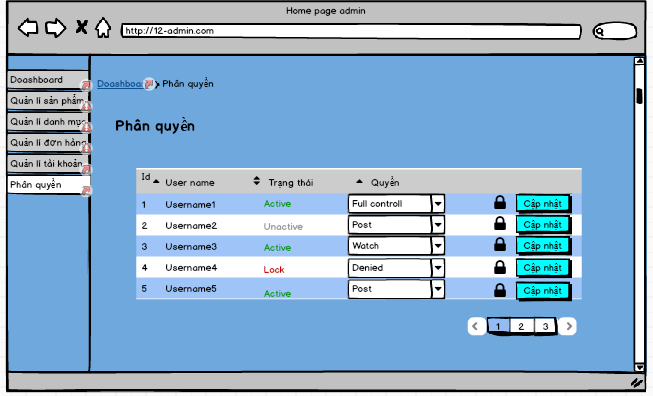 Home page admin
http://12-admin.com
Doashboard
Quản lí sản phẩm
Quản lí danh mục
Quản lí đơn hàng
Quản lí tài khoản
Phân quyền
Doashboa Phân quyền
Phân quyền
Id User name Trạng thái Quyền
1 Username1 Active Full controll Cập nhật
2 Username2 Unactive Post Cập nhật
3 Username3 Active Watch Cập nhật
4 Username4 Lock Denied Cập nhật
5 Username5 Active Post Cập nhật
1 2 3